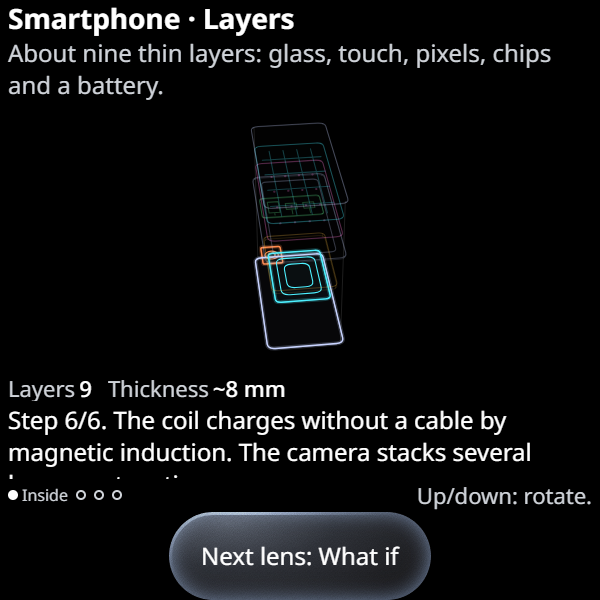 Smartphone · Layers
About nine thin layers: glass, touch, pixels, chips
and a battery.
Layers 9 Thickness ~8 mm
Step 6/6. The coil charges without a cable by
magnetic induction. The camera stacks several
Inside
Up/down: rotate.
Next lens: What if